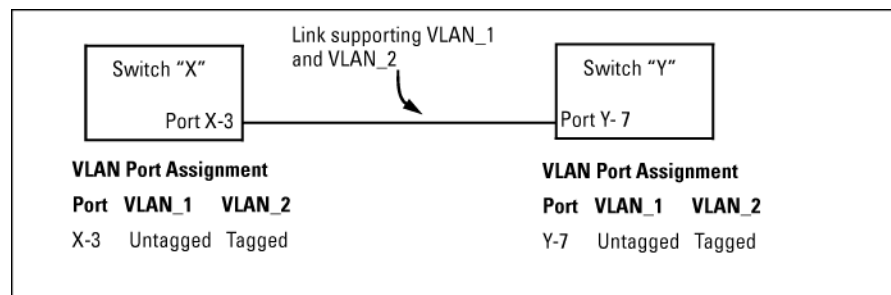 Link supporting VLAN_1
and VLAN_2
Switch "X"
Switch "Y"
Port X-3
Port Y- 7
VLAN Port Assignment
Port VLAN_1 VLAN_2
X-3 Untagged Tagged
VLAN Port Assignment
Port VLAN_1 VLAN_2
Y-7 Untagged Tagged